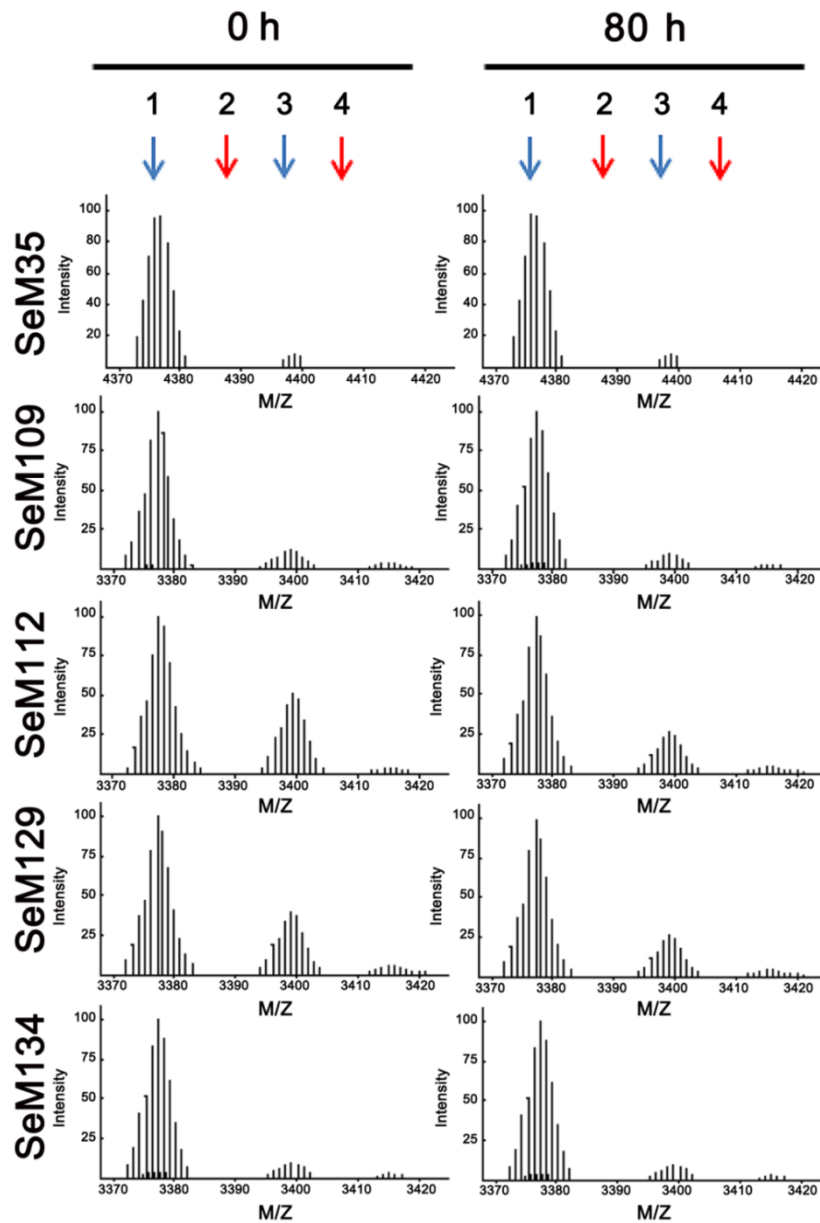 0 h 80 h
1 2 3 4 1 2 3 4
SeM35
Intensity 100 80 60 40 20 4370 4380 4390 4400 4410 4420 M/Z
Intensity 100 80 60 40 20 4370 4380 4390 4400 4410 4420 M/Z
SeM109
Intensity 100 75 50 25 3370 3380 3390 3400 3410 3420 M/Z
Intensity 100 75 50 25 3370 3380 3390 3400 3410 3420 M/Z
SeM112
Intensity 100 75 50 25 3370 3380 3390 3400 3410 3420 M/Z
Intensity 100 75 50 25 3370 3380 3390 3400 3410 3420 M/Z
SeM129
Intensity 100 75 50 25 3370 3380 3390 3400 3410 3420 M/Z
Intensity 100 75 50 25 3370 3380 3390 3400 3410 3420 M/Z
SeM134
Intensity 100 75 50 25 3370 3380 3390 3400 3410 3420 M/Z
Intensity 100 75 50 25 3370 3380 3390 3400 3410 3420 M/Z